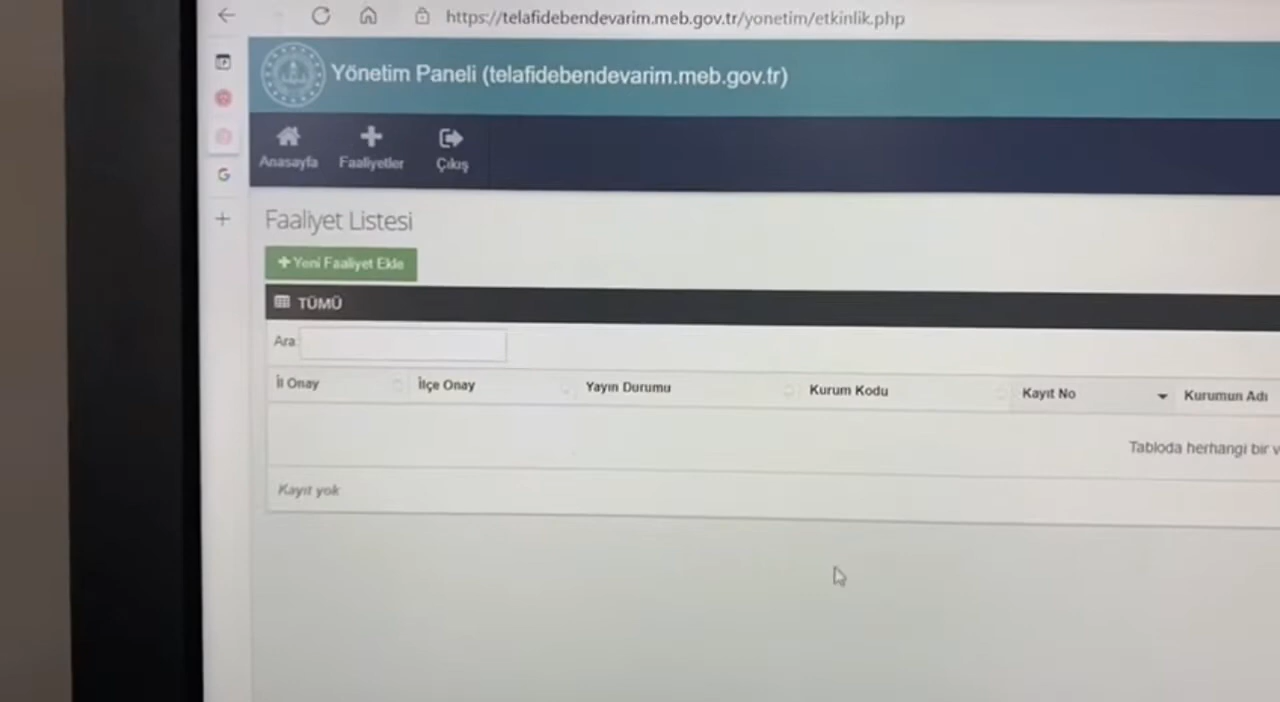 https://telafidebendevarim.meb.gov.tr/yonetim/etkinlik.php
Yönetim Paneli (telafidebendevarim.meb.gov.tr)
Anasayfa Faaliyetler Çıkış
Faaliyet Listesi
Yeni Faaliyet Ekle
TÜMÜ
Ara
İl Onay İlçe Onay Yayın Durumu Kurum Kodu Kayıt No Kurumun Adı
Tabloda herhangi bir v
Kayıt yok